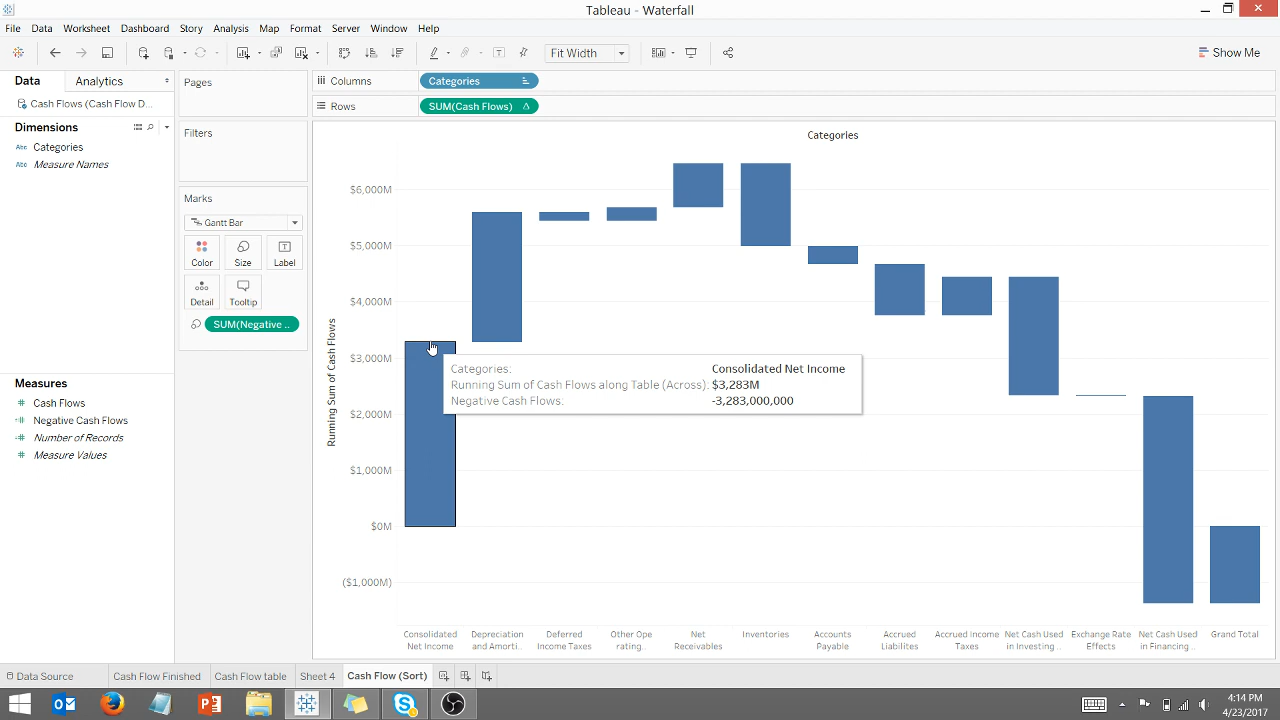 Tableau - Waterfall
File Data Worksheet Dashboard Story Analysis Map Format Server Window Help
Fit Width
Show Me
Data Analytics
Pages
Columns Categories
Cash Flows (Cash Flow D...
Rows SUM(Cash Flows)
Dimensions
Filters
Categories
Measure Names
Categories
Marks
Gantt Bar
Color Size Label
Detail Tooltip
SUM(Negative ..
Measures
Cash Flows
Negative Cash Flows
Number of Records
Measure Values
Running Sum of Cash Flows
$6,000M
$5,000M
$4,000M
$3,000M
$2,000M
$1,000M
$0M
($1,000M)
Categories: Consolidated Net Income
Running Sum of Cash Flows along Table (Across): $3,283M
Negative Cash Flows: -3,283,000,000
Consolidated Net Income
Depreciation and Amorti..
Deferred Income Taxes
Other Ope rating..
Net Receivables
Inventories
Accounts Payable
Accrued Liabilites
Accrued Income Taxes
Net Cash Used in Investing ..
Exchange Rate Effects
Net Cash Used in Financing ..
Grand Total
Data Source Cash Flow Finished Cash Flow table Sheet 4 Cash Flow (Sort)
4:14 PM
4/23/2017